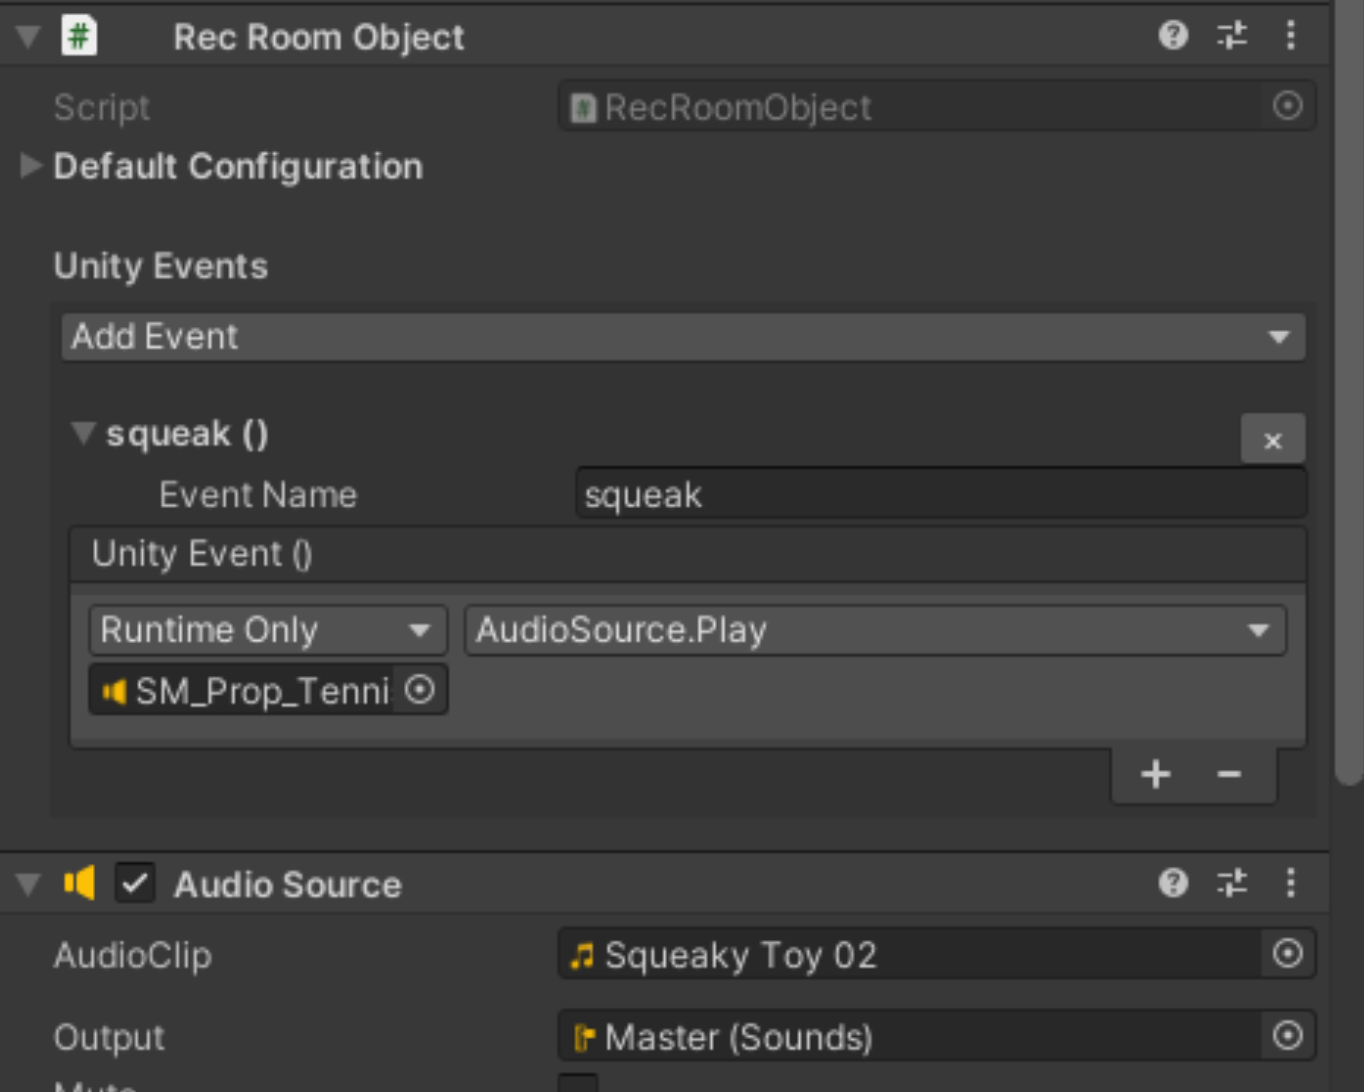 Rec Room Object
Script RecRoomObject
Default Configuration
Unity Events
Add Event
squeak ()
Event Name squeak
Unity Event ()
Runtime Only AudioSource.Play
SM_Prop_Tenni
Audio Source
AudioClip Squeaky Toy 02
Output Master (Sounds)